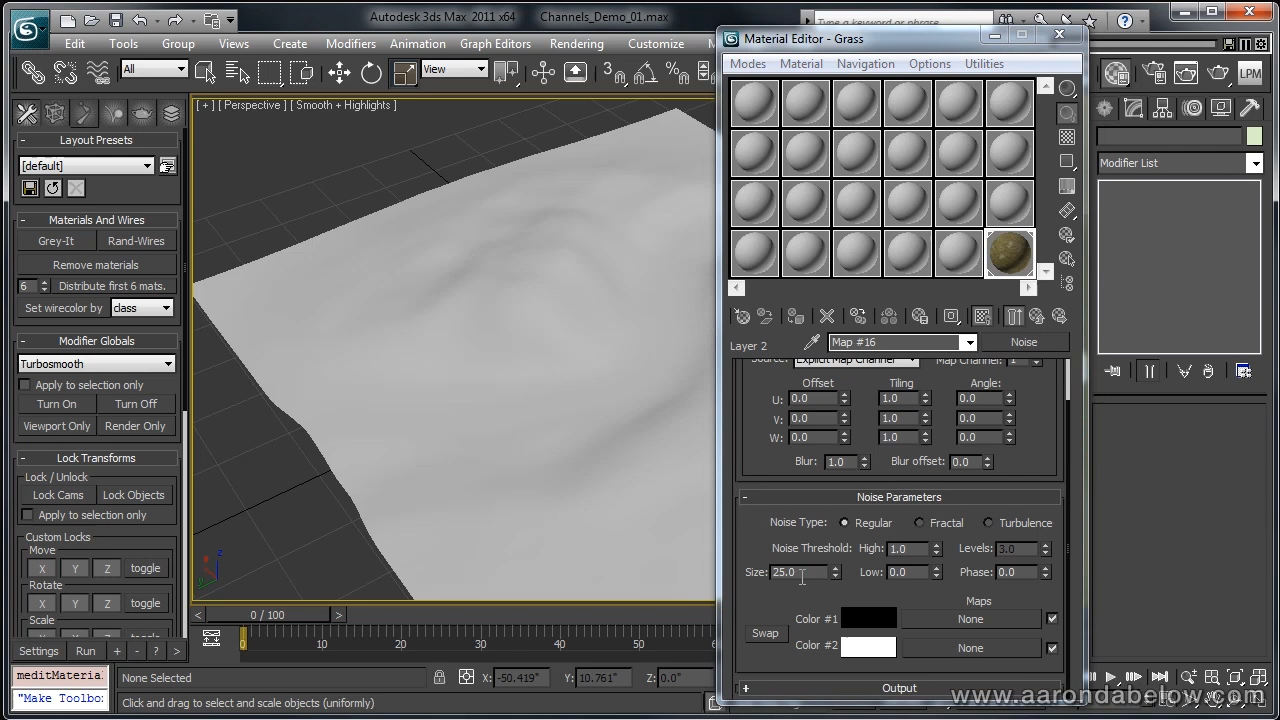 Autodesk 3ds Max 2011 x64 Channels_Demo_01.max
Type a keyword or phrase
Edit Tools Group Views Create Modifiers Animation Graph Editors Rendering Customize
All View LPM
[ + ] [ Perspective ] [ Smooth + Highlights ]
Layout Presets
[default]
Materials And Wires
Grey-It Rand-Wires
Remove materials
6 Distribute first 6 mats.
Set wirecolor by class
Modifier Globals
Turbosmooth
Apply to selection only
Turn On Turn Off
Viewport Only Render Only
Lock Transforms
Lock / Unlock
Lock Cams Lock Objects
Apply to selection only
Custom Locks
Move
X Y Z toggle
Rotate
X Y Z toggle
Scale
Settings Run + - ? >
z
Material Editor - Grass
Modes Material Navigation Options Utilities
Layer 2 Map #16 Noise
Source: Explicit Map Channel Map Channel: 1
Offset Tiling Angle:
U: 0.0 1.0 0.0
V: 0.0 1.0 0.0
W: 0.0 1.0 0.0
Blur: 1.0 Blur offset: 0.0
- Noise Parameters
Noise Type: Regular Fractal Turbulence
Noise Threshold: High: 1.0 Levels: 3.0
Size: 25.0 Low: 0.0 Phase: 0.0
Maps
Color #1 None
Swap
Color #2 None
+ Output
Modifier List
< 0 / 100 >
0 10 20 30 40 50
meditMateria
"Make Toolbo
None Selected X: -50.419" Y: 10.761" Z: 0.0"
Click and drag to select and scale objects (uniformly)
www.aarondabelow.com